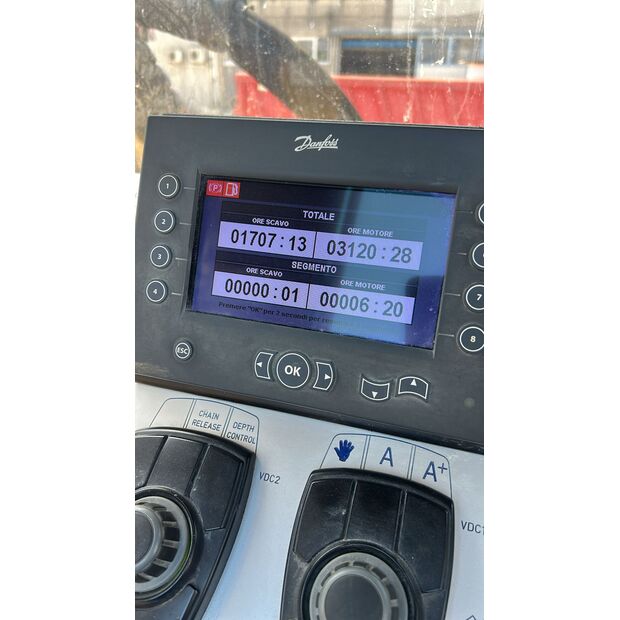 Danfoss
(P)
TOTALE
ORE SCAVO
ORE MOTORE
01707:13
03120:28
SEGMENTO
ORE SCAVO
ORE MOTORE
00000:01
00006:20
Premere "OK" per 2 secondi per
1
2
3
4
7
8
ESC
OK
CHAIN RELEASE
DEPTH CONTROL
A
A+
VDC2
VDC1